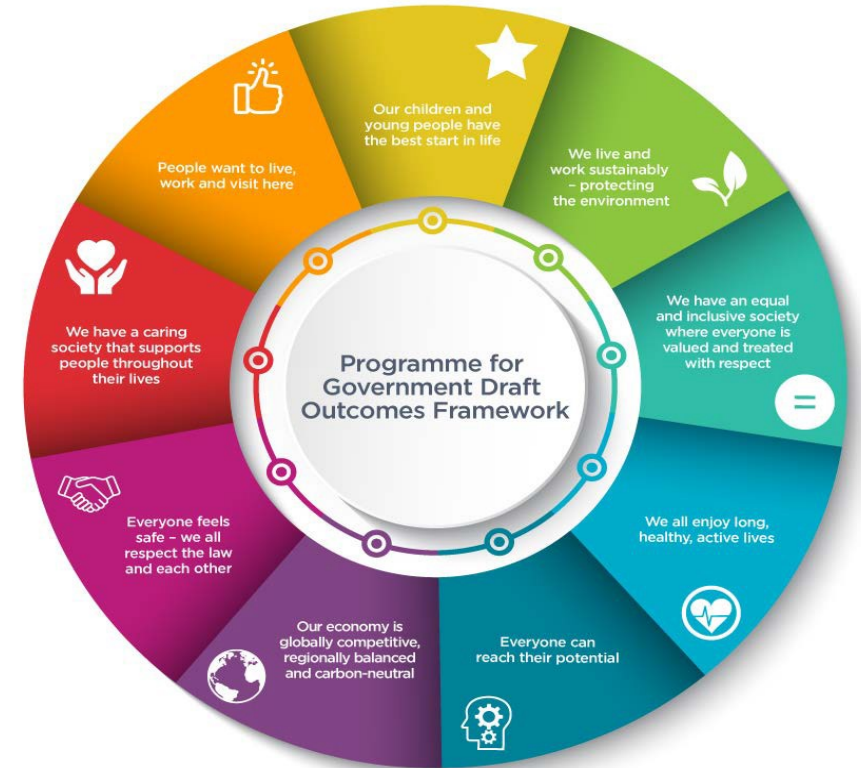 Our children and
young people have
the best start in life
We live and
work sustainably
– protecting
the environment
We have an equal
and inclusive society
where everyone is
valued and treated
with respect
=
We all enjoy long,
healthy, active lives
Everyone can
reach their potential
Our economy is
globally competitive,
regionally balanced
and carbon-neutral
Everyone feels
safe – we all
respect the law
and each other
We have a caring
society that supports
people throughout
their lives
People want to live,
work and visit here
Programme for
Government Draft
Outcomes Framework